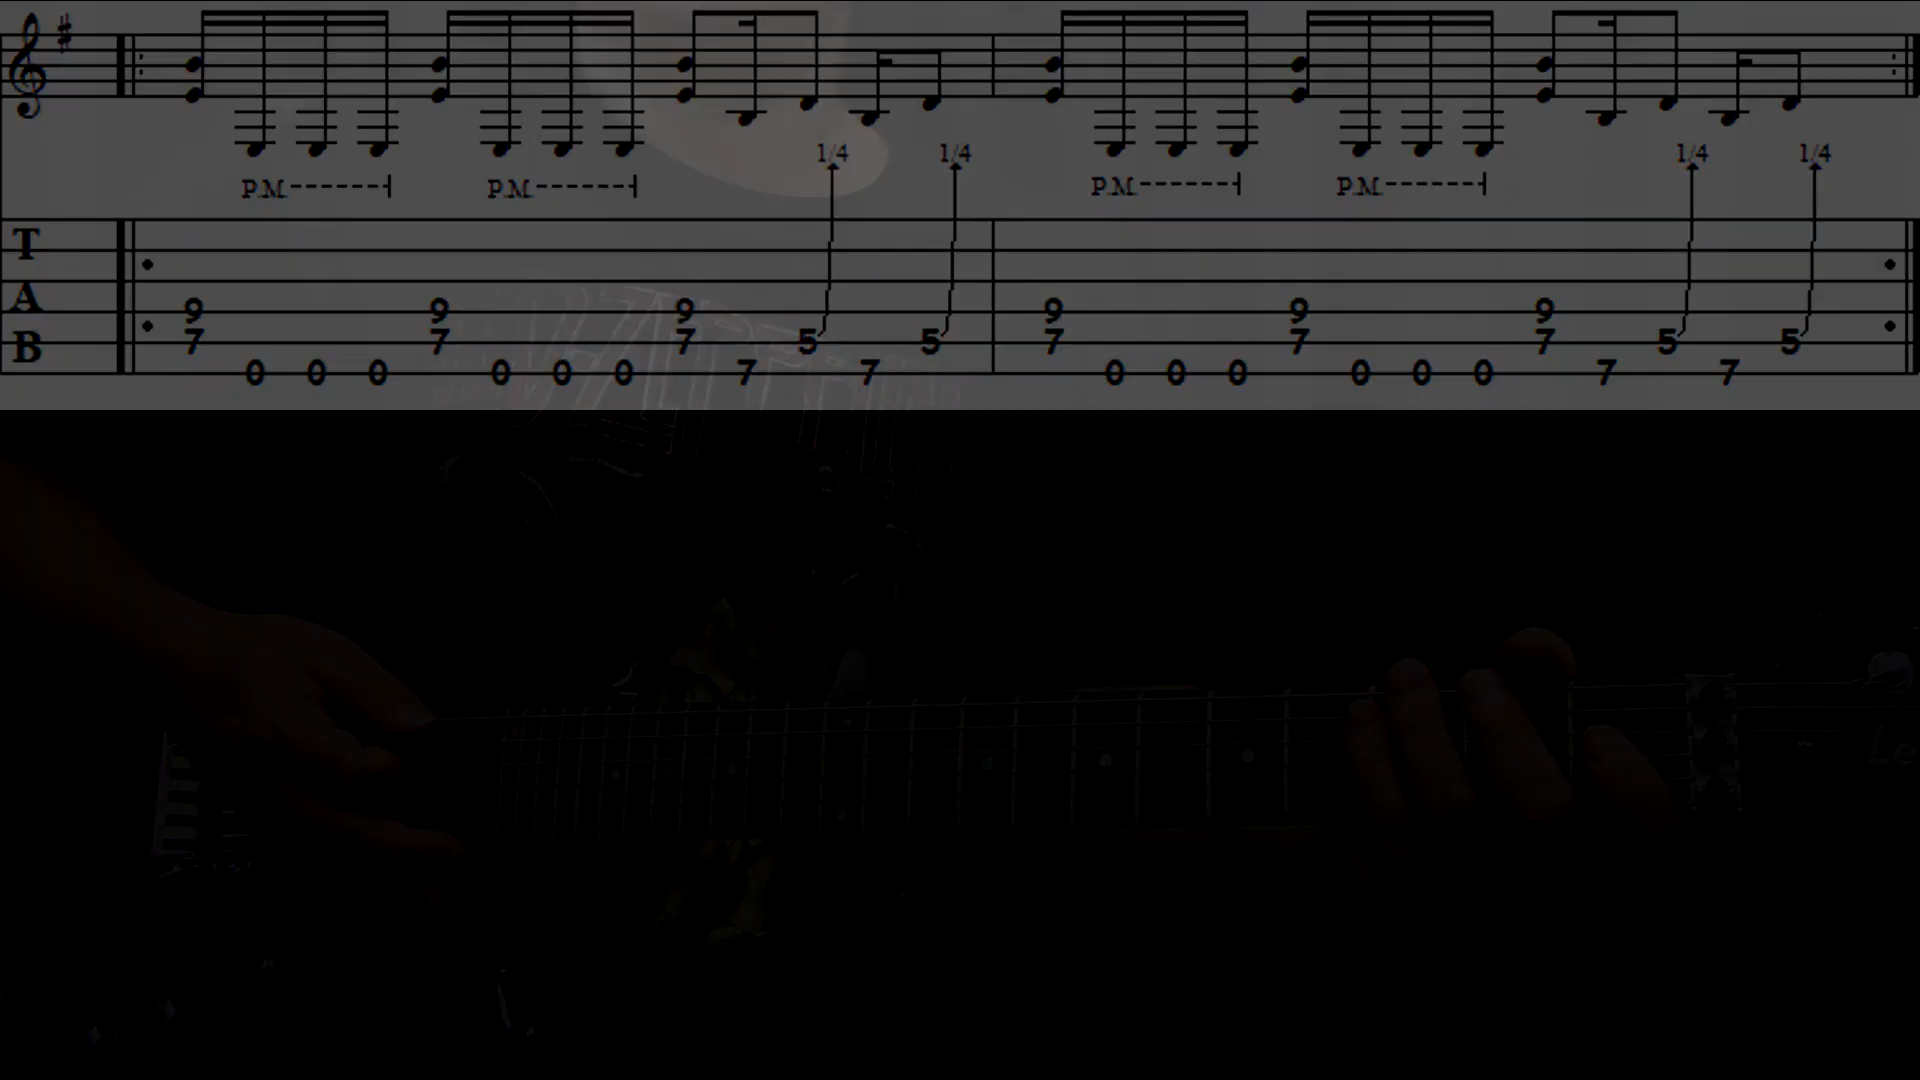 1/4 1/4 1/4 1/4
P.M. P.M. P.M. P.M.
T
A
B
9 9 9 9 9 9
7 7 7 5 5 7 7 7 5 5
0 0 0 0 0 0 7 7 0 0 0 0 0 0 7 7
Le